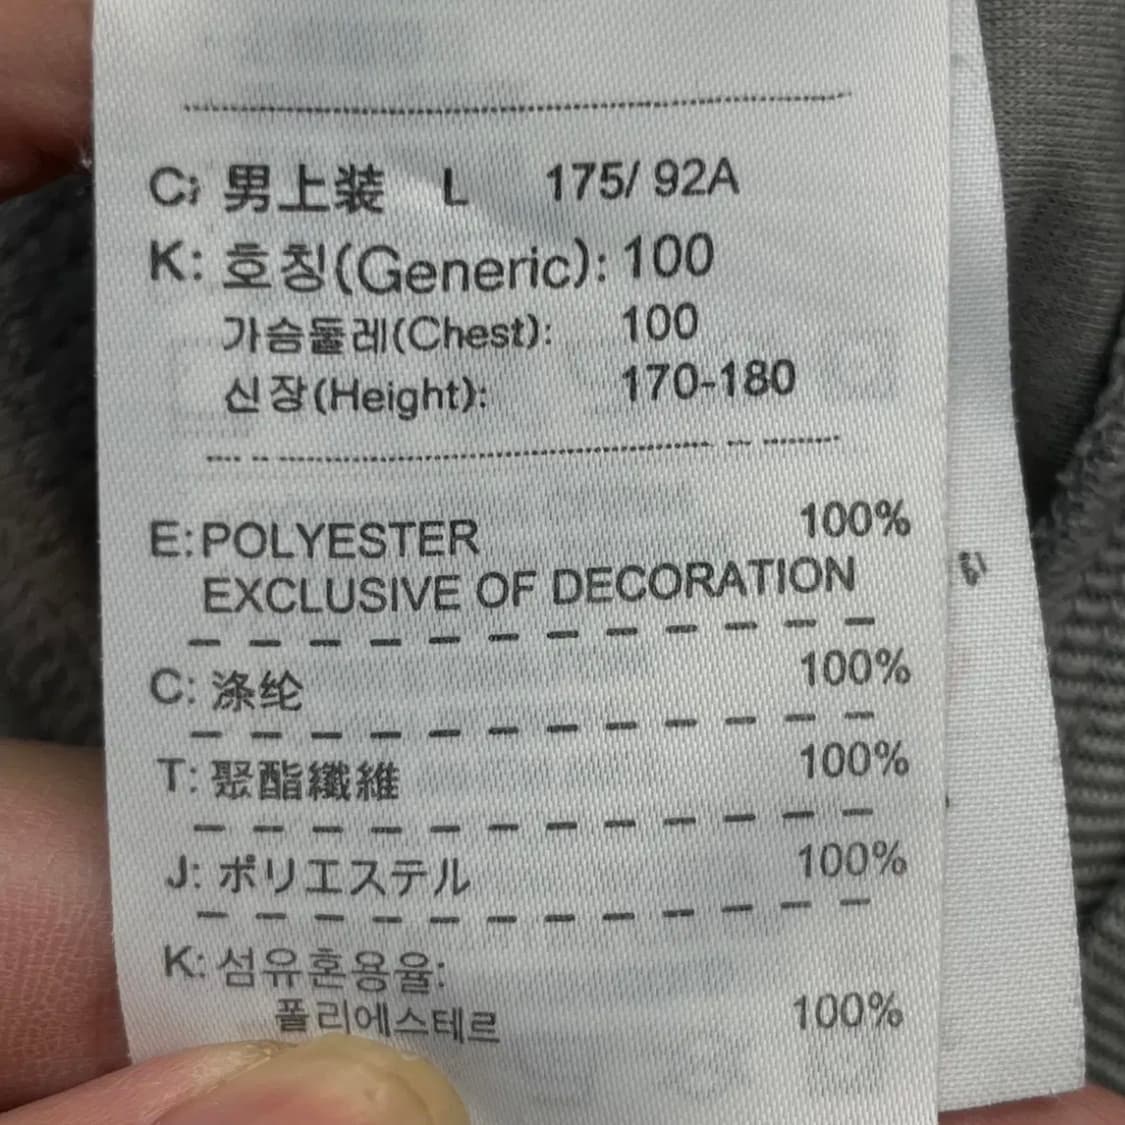 C: 男上装 L 175/ 92A
K: 호칭(Generic): 100
가슴둘레(Chest): 100
신장(Height): 170-180
E: POLYESTER 100%
EXCLUSIVE OF DECORATION
C: 涤纶 100%
T: 聚酯纖維 100%
J: ポリエステル 100%
K: 섬유혼용율:
폴리에스테르 100%